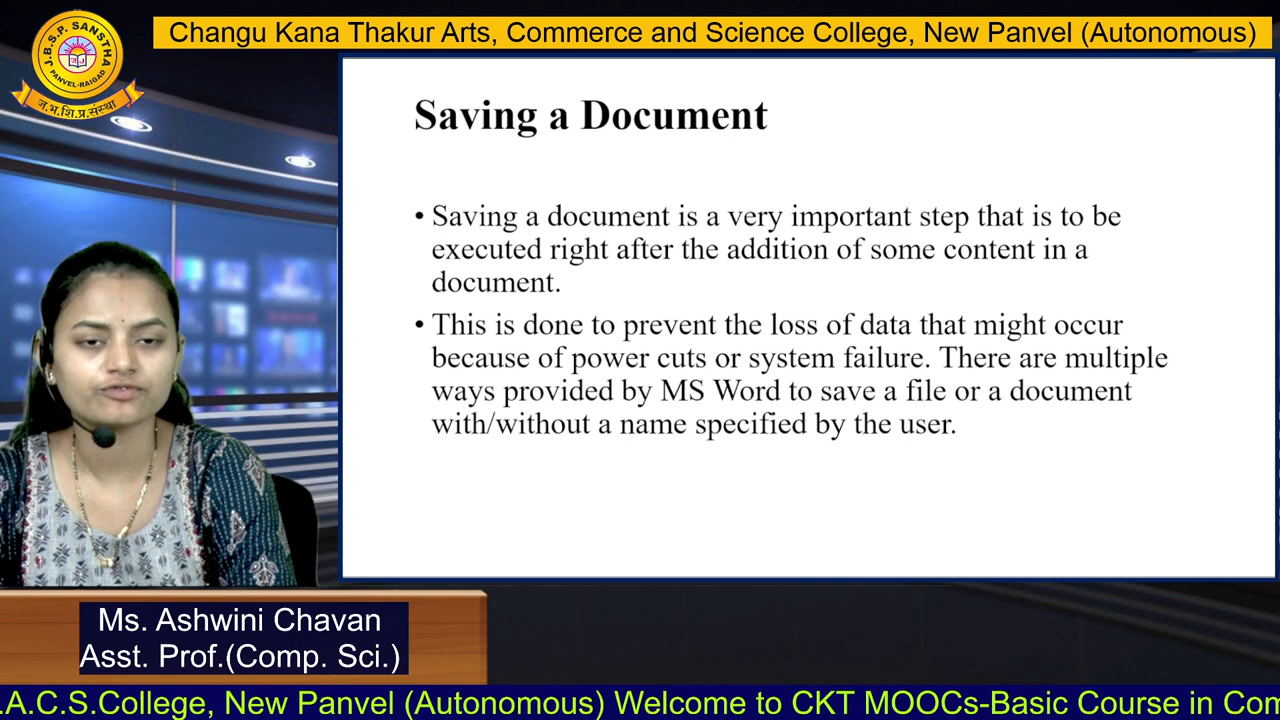 Changu Kana Thakur Arts, Commerce and Science College, New Panvel (Autonomous)
J.B.S.P. SANSTHA
PANVEL-RAIGAD
ज.भ.शि.प्र.संस्था
Saving a Document
• Saving a document is a very important step that is to be
executed right after the addition of some content in a
document.
• This is done to prevent the loss of data that might occur
because of power cuts or system failure. There are multiple
ways provided by MS Word to save a file or a document
with/without a name specified by the user.
Ms. Ashwini Chavan
Asst. Prof.(Comp. Sci.)
.A.C.S.College, New Panvel (Autonomous) Welcome to CKT MOOCs-Basic Course in Con